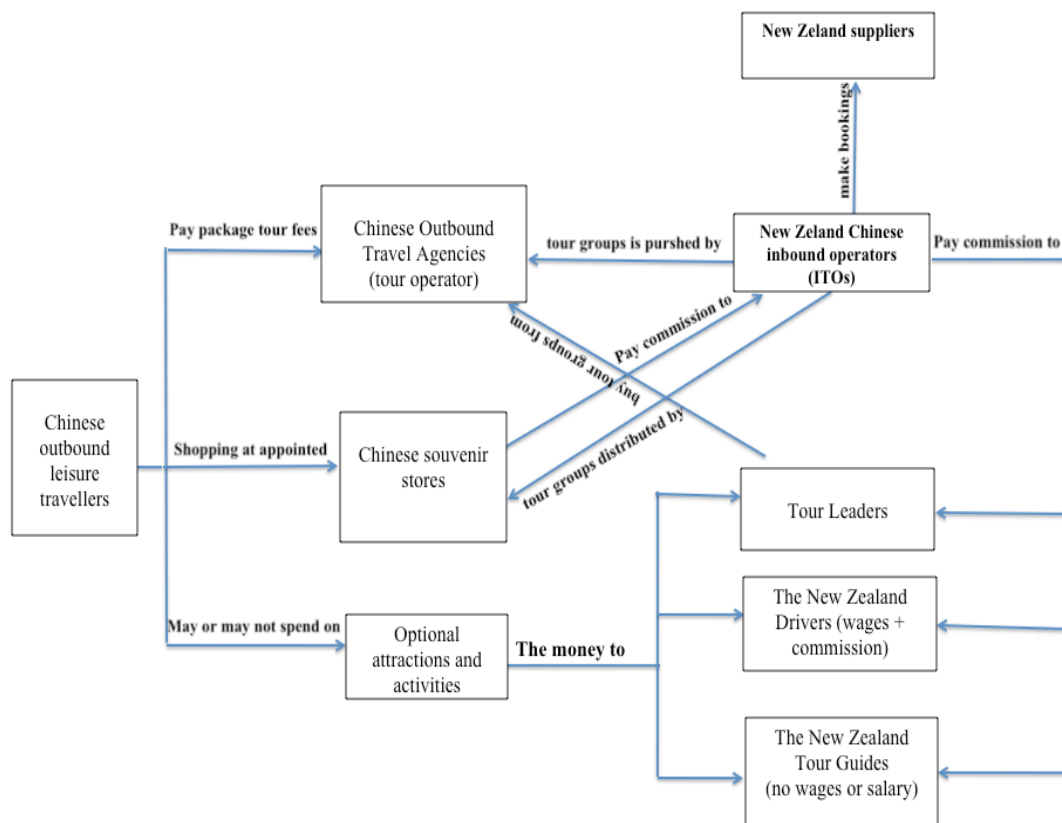 New Zeland suppliers
make bookings
Pay package tour fees
Chinese Outbound
Travel Agencies
(tour operator)
tour groups is purshed by
New Zeland Chinese
inbound operators
(ITOs)
Pay commission to
buy tour groups from
Pay commission to
Chinese
outbound
leisure
travellers
Shopping at appointed
Chinese souvenir
stores
tour groups distributed by
Tour Leaders
May or may not spend on
Optional
attractions and
activities
The money to
The New Zealand
Drivers (wages +
commission)
The New Zealand
Tour Guides
(no wages or salary)